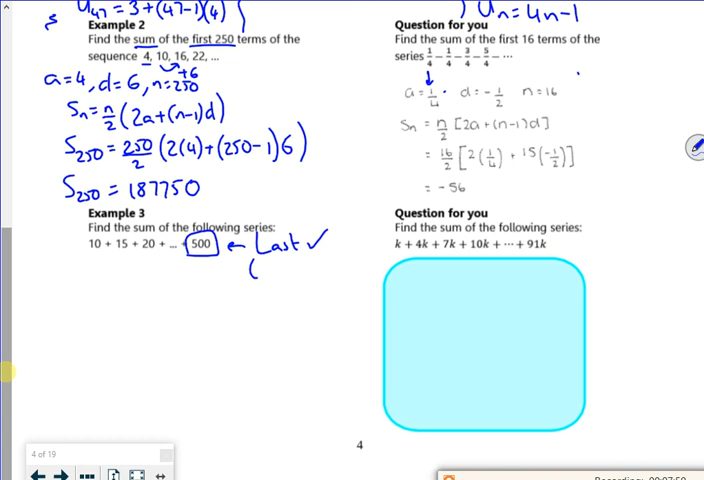 U₄₇ = 3+(47-1)(4)
Example 2
Find the sum of the first 250 terms of the
sequence 4, 10, 16, 22, ...
+6
a=4, d=6, n=250
Sₙ = n/2 (2a+(n-1)d)
S₂₅₀ = 250/2 (2(4)+(250-1)6)
S₂₅₀ = 187750
Example 3
Find the sum of the following series:
10 + 15 + 20 + ... + 500 ← Last ✓
(
Uₙ = 4n-1
Question for you
Find the sum of the first 16 terms of the
series 1/4 - 1/4 - 3/4 - 5/4 - ⋯
a = 1/4 d = -1/2 n = 16
Sₙ = n/2 [2a+(n-1)d]
= 16/2 [2(1/4) + 15(-1/2)]
= -56
Question for you
Find the sum of the following series:
k + 4k + 7k + 10k + ⋯ + 91k
4
4 of 19